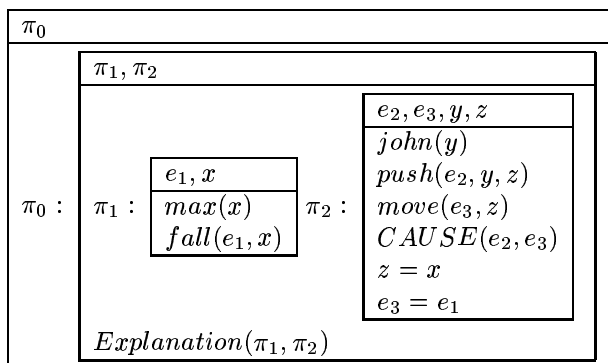 π₀
π₁, π₂
e₂, e₃, y, z
john(y)
e₁, x
push(e₂, y, z)
π₀ : π₁ : max(x) π₂ : move(e₃, z)
fall(e₁, x)
CAUSE(e₂, e₃)
z = x
e₃ = e₁
Explanation(π₁, π₂)